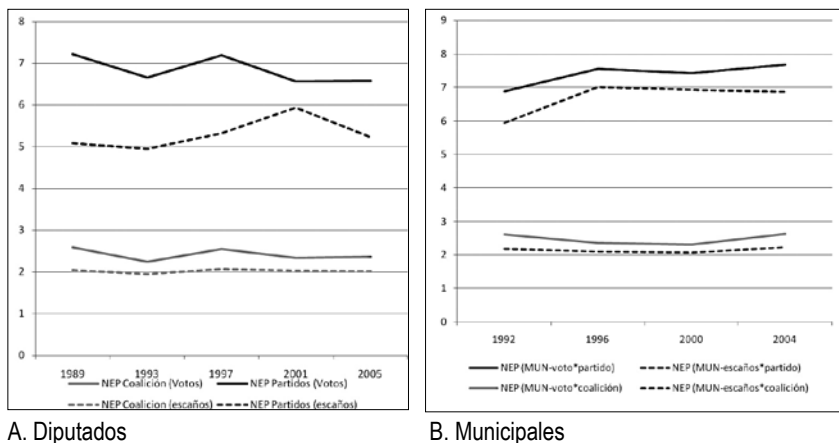 8
7
6
5
4
3
2
1
0
1989 1993 1997 2001 2005
NEP Coalición (Votos) NEP Partidos (Votos)
NEP Coalicion (escaños) NEP Partidos (escaños)
A. Diputados
9
8
7
6
5
4
3
2
1
0
1992 1996 2000 2004
NEP (MUN-voto*partido) NEP (MUN-escaños*partido)
NEP (MUN-voto*coalición) NEP (MUN-escaños*coalición)
B. Municipales